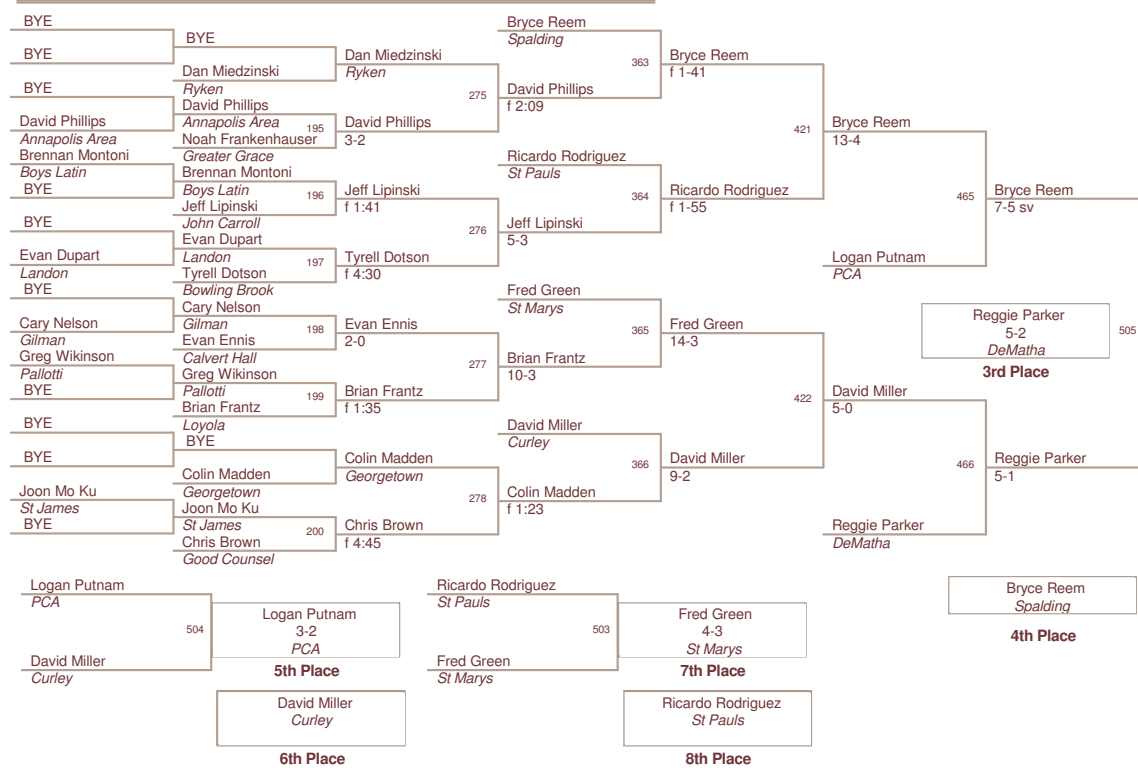 BYE
BYE
BYE
David Phillips
Annapolis Area
Brennan Montoni
Boys Latin
BYE
BYE
Evan Dupart
Landon
BYE
Cary Nelson
Gilman
Greg Wikinson
Pallotti
BYE
BYE
BYE
Joon Mo Ku
St James
BYE
BYE
Dan Miedzinski
Ryken
David Phillips
Annapolis Area
195
Noah Frankenhauser
Greater Grace
Brennan Montoni
Boys Latin
196
Jeff Lipinski
John Carroll
Evan Dupart
Landon
197
Tyrell Dotson
Bowling Brook
Cary Nelson
Gilman
198
Evan Ennis
Calvert Hall
Greg Wikinson
Pallotti
199
Brian Frantz
Loyola
BYE
Colin Madden
Georgetown
Joon Mo Ku
St James
200
Chris Brown
Good Counsel
Dan Miedzinski
Ryken
275
David Phillips
3-2
Jeff Lipinski
f 1:41
276
Tyrell Dotson
f 4:30
Evan Ennis
2-0
277
Brian Frantz
f 1:35
Colin Madden
Georgetown
278
Chris Brown
f 4:45
Bryce Reem
Spalding
363
David Phillips
f 2:09
Ricardo Rodriguez
St Pauls
364
Jeff Lipinski
5-3
Fred Green
St Marys
365
Brian Frantz
10-3
David Miller
Curley
366
Colin Madden
f 1:23
Bryce Reem
f 1-41
421
Ricardo Rodriguez
f 1-55
Fred Green
14-3
422
David Miller
9-2
Bryce Reem
13-4
465
Logan Putnam
PCA
David Miller
5-0
466
Reggie Parker
DeMatha
Bryce Reem
7-5 sv
Reggie Parker
5-2
DeMatha
505
3rd Place
Reggie Parker
5-1
Bryce Reem
Spalding
4th Place
Logan Putnam
PCA
504
David Miller
Curley
Logan Putnam
3-2
PCA
5th Place
David Miller
Curley
6th Place
Ricardo Rodriguez
St Pauls
503
Fred Green
St Marys
Fred Green
4-3
St Marys
7th Place
Ricardo Rodriguez
St Pauls
8th Place